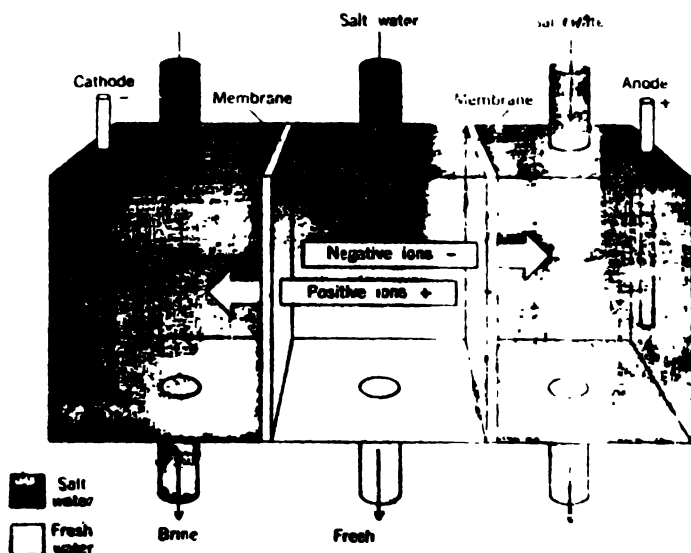 Salt water
Cathode
-
Membrane
Membrane
Anode
+
Negative ions -
Positive ions +
Salt
water
Fresh
water
Brine
Fresh